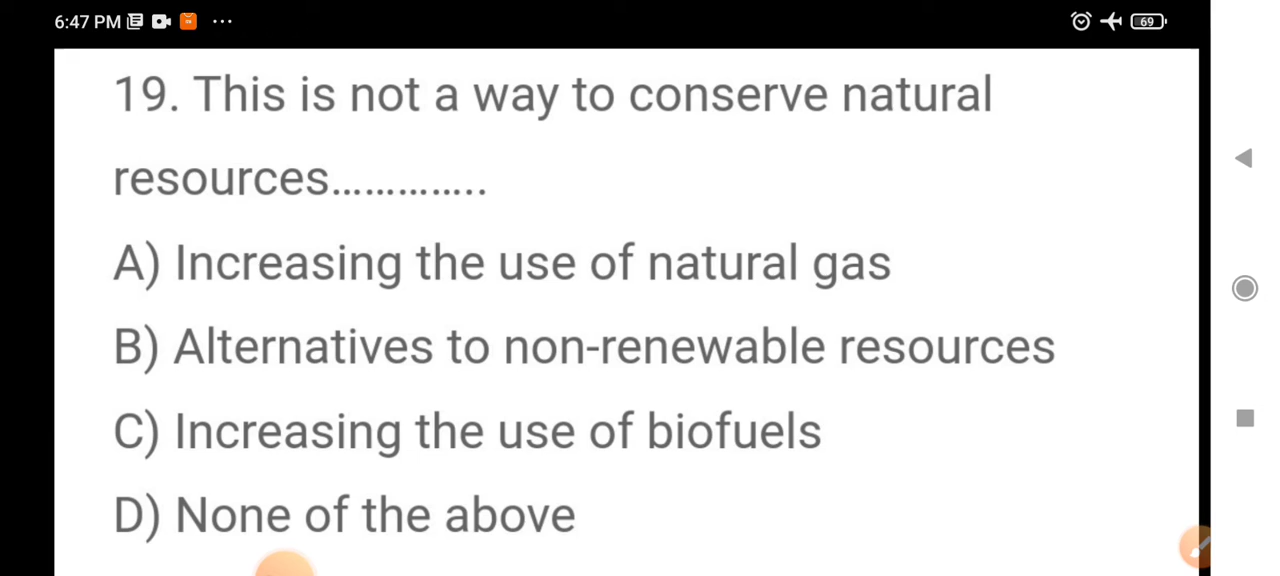 6:47 PM
69
19. This is not a way to conserve natural
resources…………..
A) Increasing the use of natural gas
B) Alternatives to non-renewable resources
C) Increasing the use of biofuels
D) None of the above